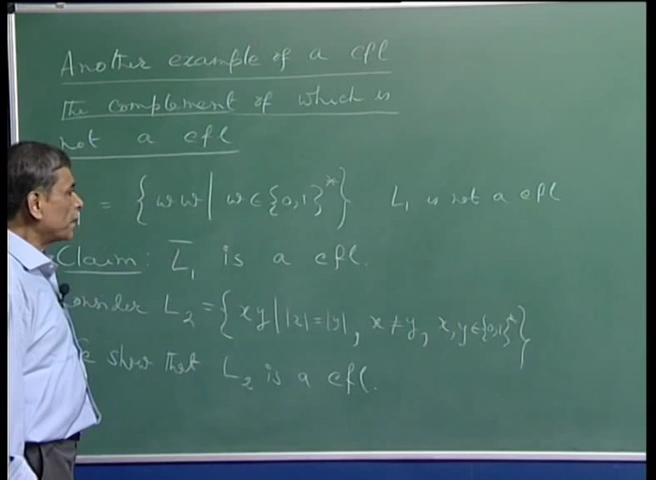 Another example of a cfl
the complement of which is
not a cfl
= {ww | w ∈ {0,1}*} L₁ is not a cfl
Claim: L̅₁ is a cfl.
onsider L₂ = {xy | |x| = |y|, x ≠ y, x, y ∈ {0,1}*}
e show that L₂ is a cfl.